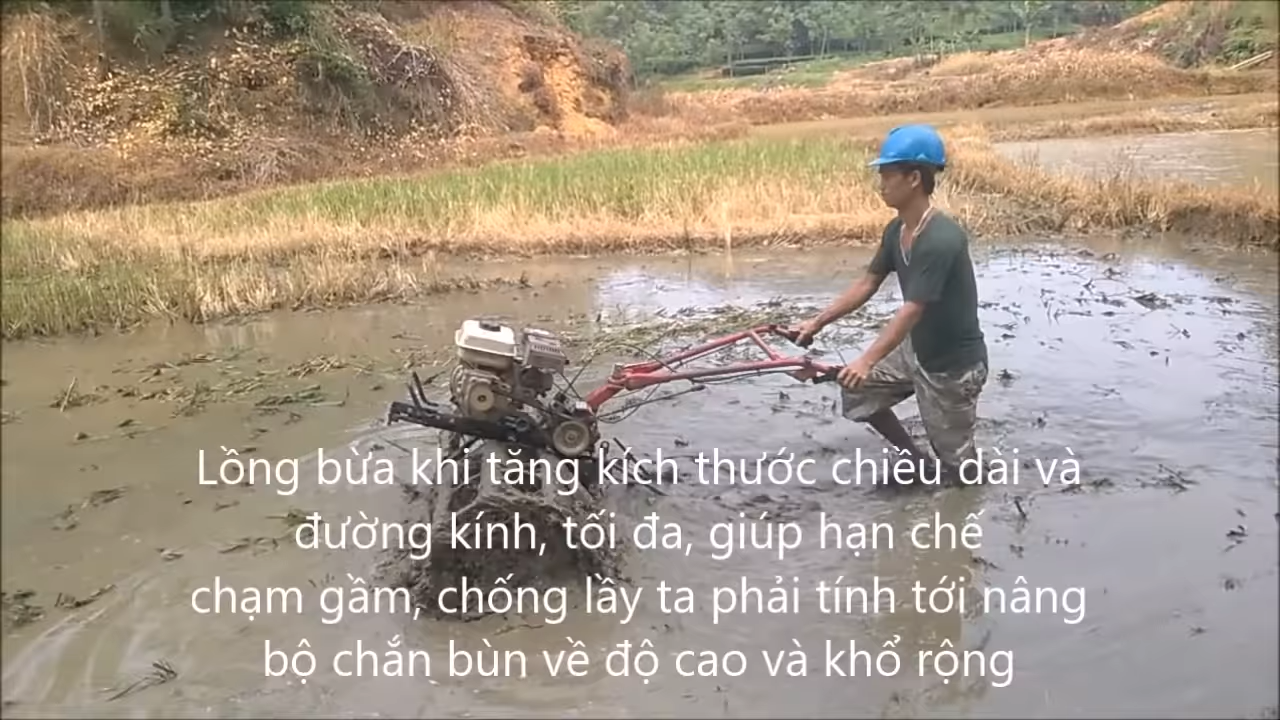 Lồng bừa khi tăng kích thước chiều dài và
đường kính, tối đa, giúp hạn chế
chạm gầm, chống lầy ta phải tính tới nâng
bộ chắn bùn về độ cao và khổ rộng